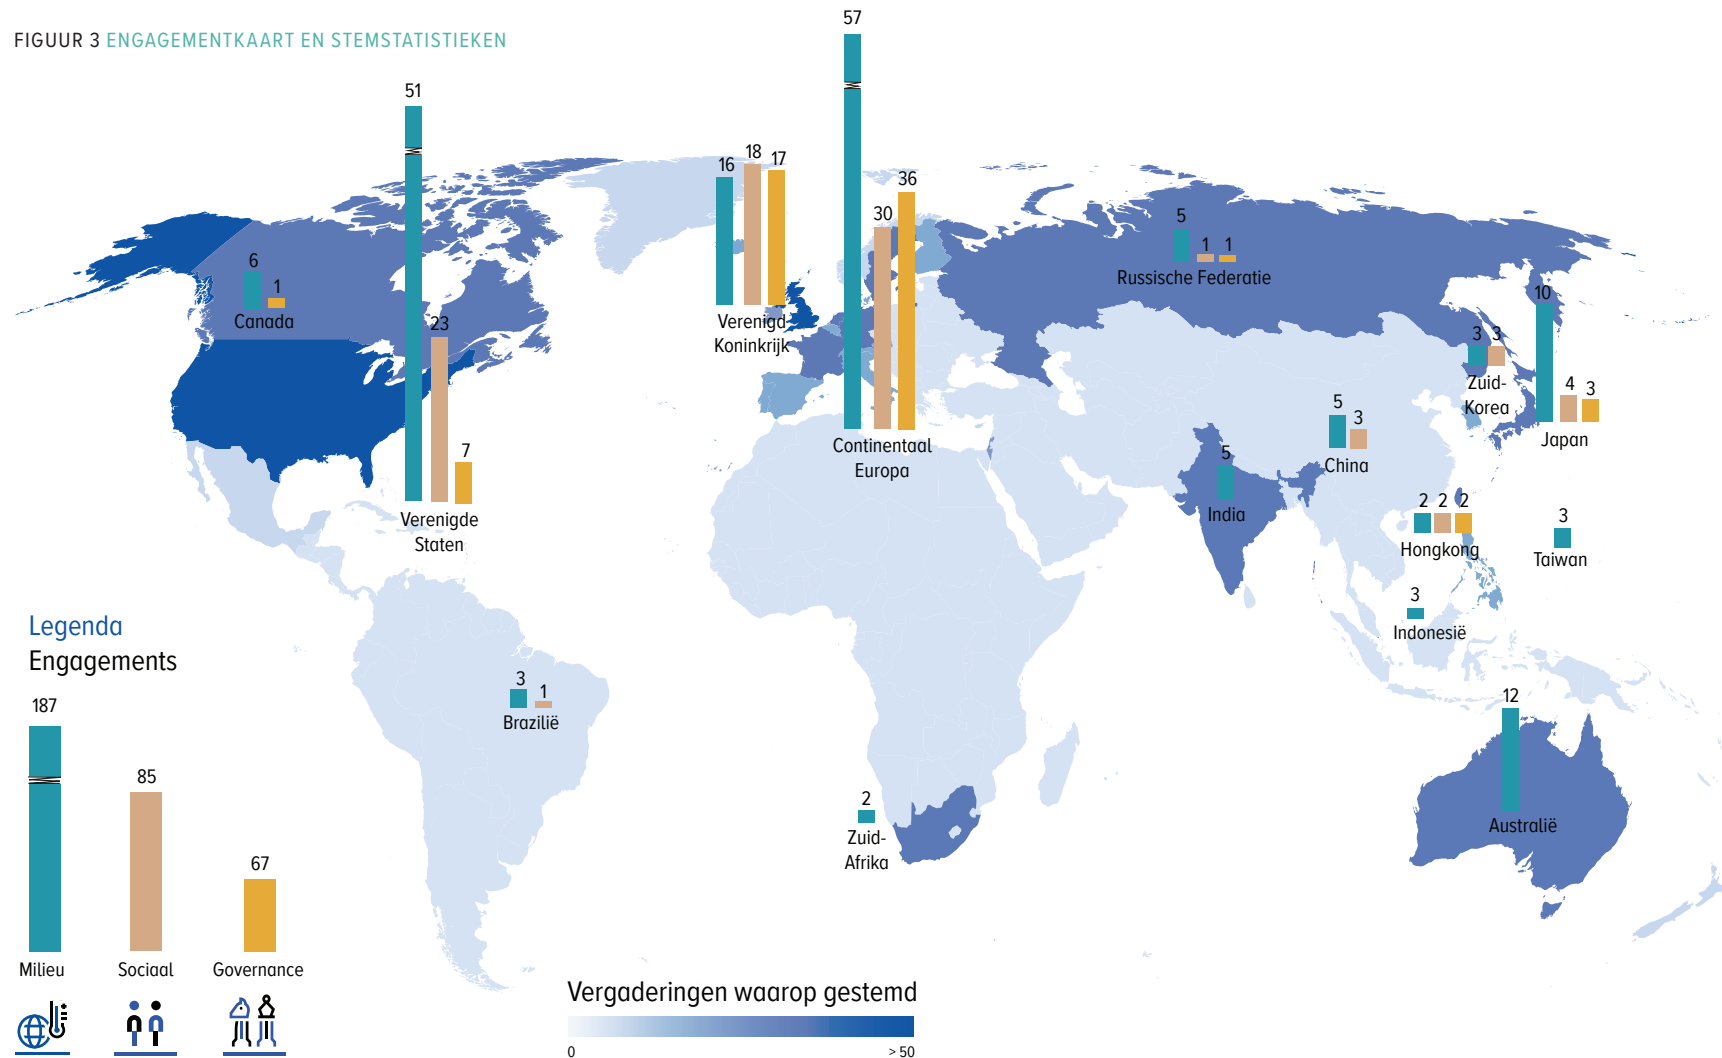 FIGUUR 3 ENGAGEMENTKAART EN STEMSTATISTIEKEN
57
51
16 18 17
36
30
5
1 1
Russische Federatie
6
1
Canada
23
7
Verenigde
Staten
Verenigd
Koninkrijk
Continentaal
Europa
10
4
3
Japan
3 3
Zuid-
Korea
5
3
China
5
India
2 2 2
Hongkong
3
Taiwan
3
Indonesië
3
1
Brazilië
12
Australië
2
Zuid-
Afrika
Legenda
Engagements
187
85
67
Milieu Sociaal Governance
Vergaderingen waarop gestemd
0 > 50